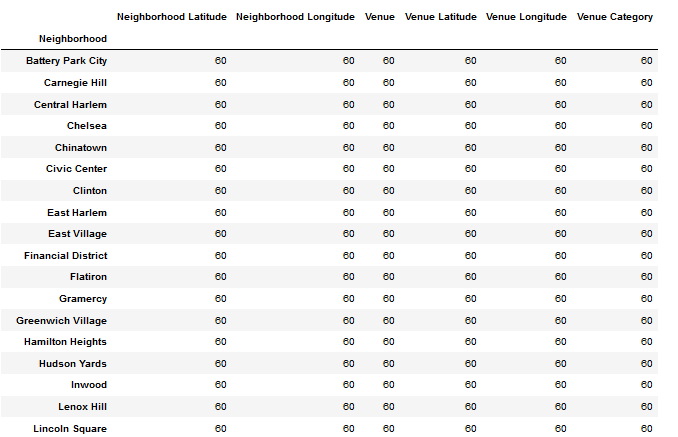 Neighborhood Latitude Neighborhood Longitude Venue Venue Latitude Venue Longitude Venue Category
Neighborhood
Battery Park City 60 60 60 60 60 60
Carnegie Hill 60 60 60 60 60 60
Central Harlem 60 60 60 60 60 60
Chelsea 60 60 60 60 60 60
Chinatown 60 60 60 60 60 60
Civic Center 60 60 60 60 60 60
Clinton 60 60 60 60 60 60
East Harlem 60 60 60 60 60 60
East Village 60 60 60 60 60 60
Financial District 60 60 60 60 60 60
Flatiron 60 60 60 60 60 60
Gramercy 60 60 60 60 60 60
Greenwich Village 60 60 60 60 60 60
Hamilton Heights 60 60 60 60 60 60
Hudson Yards 60 60 60 60 60 60
Inwood 60 60 60 60 60 60
Lenox Hill 60 60 60 60 60 60
Lincoln Square 60 60 60 60 60 60